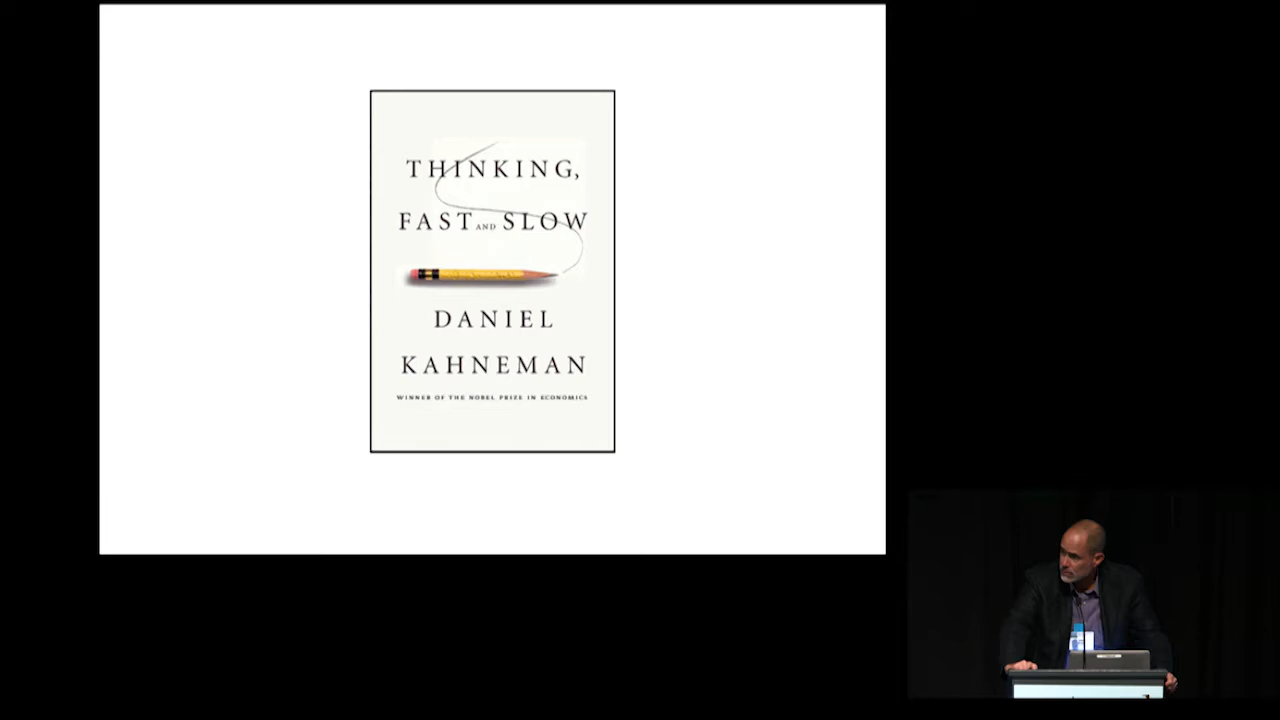 THINKING,
FAST AND SLOW
DANIEL
KAHNEMAN
WINNER OF THE NOBEL PRIZE IN ECONOMICS